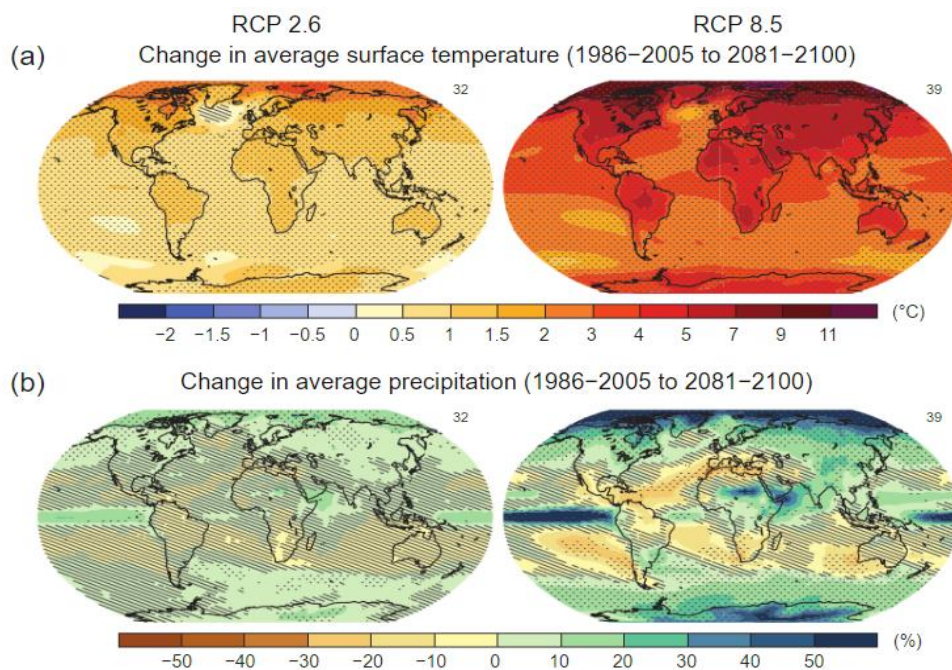 RCP 2.6 RCP 8.5
(a) Change in average surface temperature (1986−2005 to 2081−2100)
32 39
−2 −1.5 −1 −0.5 0 0.5 1 1.5 2 3 4 5 7 9 11 (°C)
(b) Change in average precipitation (1986−2005 to 2081−2100)
32 39
−50 −40 −30 −20 −10 0 10 20 30 40 50 (%)